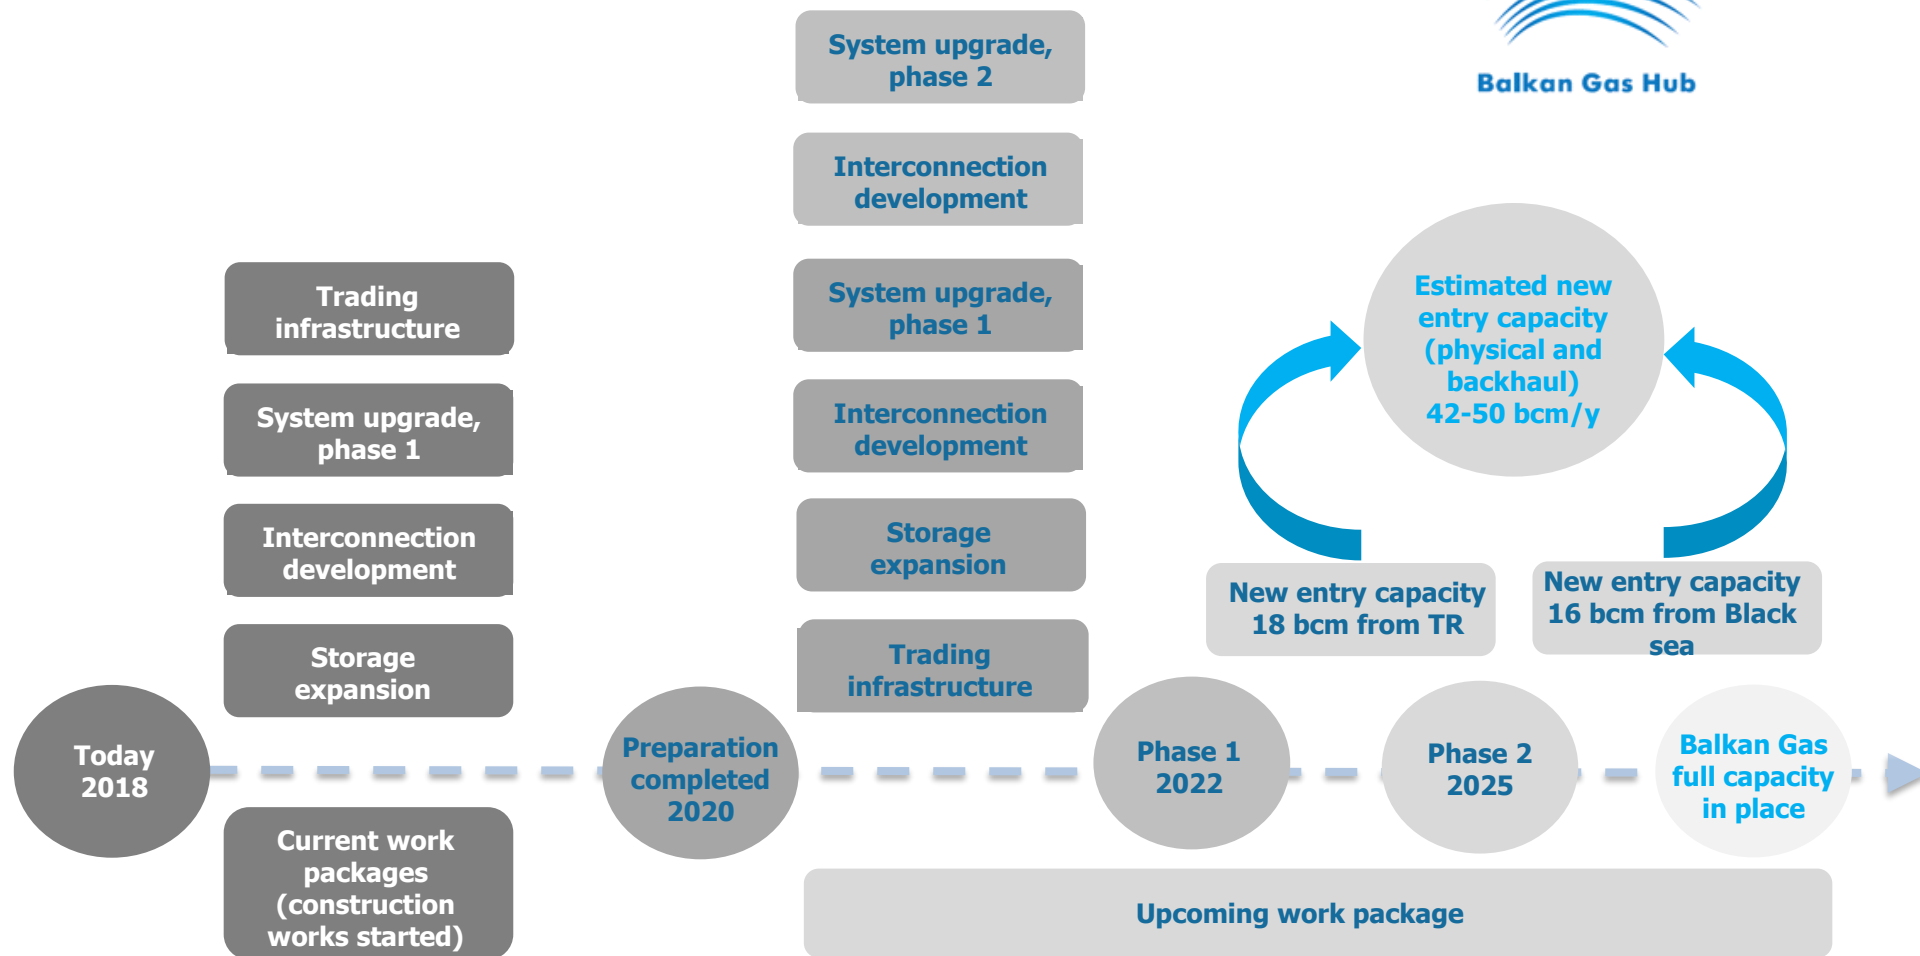 Balkan Gas Hub
System upgrade,
phase 2
Interconnection
development
System upgrade,
phase 1
Interconnection
development
Storage
expansion
Trading
infrastructure
Trading
infrastructure
System upgrade,
phase 1
Interconnection
development
Storage
expansion
Estimated new
entry capacity
(physical and
backhaul)
42-50 bcm/y
New entry capacity
18 bcm from TR
New entry capacity
16 bcm from Black
sea
Today
2018
Preparation
completed
2020
Phase 1
2022
Phase 2
2025
Balkan Gas
full capacity
in place
Current work
packages
(construction
works started)
Upcoming work package